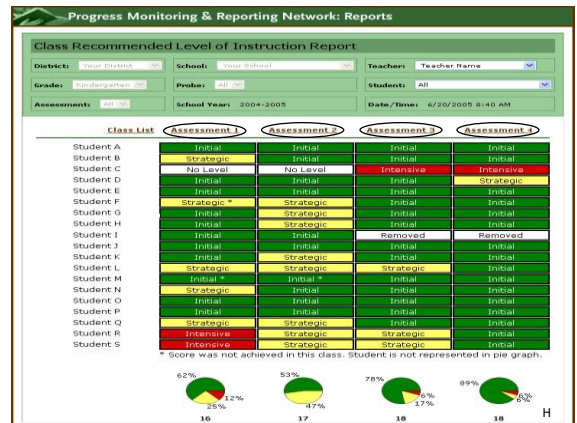 Progress Monitoring & Reporting Network: Reports
Class Recommended Level of Instruction Report
District: Your District School: Your School Teacher: Teacher Name
Grade: Kindergarten Probe: All Student: All
Assessment: All School Year: 2004-2005 Date/Time: 6/20/2005 8:40 AM
Class List Assessment 1 Assessment 2 Assessment 3 Assessment 4
Student A Initial Initial Initial Initial
Student B Strategic Initial Initial Initial
Student C No Level No Level Intensive Intensive
Student D Initial Initial Initial Strategic
Student E Initial Initial Initial Initial
Student F Strategic * Strategic Initial Initial
Student G Initial Strategic Initial Initial
Student H Initial Strategic Initial Initial
Student I Initial Initial Removed Removed
Student J Initial Initial Initial Initial
Student K Initial Strategic Initial Initial
Student L Strategic Strategic Strategic Initial
Student M Initial * Initial * Initial Initial
Student N Strategic Initial Initial Initial
Student O Initial Initial Initial Initial
Student P Initial Initial Initial Initial
Student Q Strategic Strategic Initial Initial
Student R Intensive Strategic Strategic Initial
Student S Intensive Strategic Strategic Initial
* Score was not achieved in this class. Student is not represented in pie graph.
62% 53% 78% 89%
12% 6% 6%
25% 47% 17% 6%
16 17 18 18
H